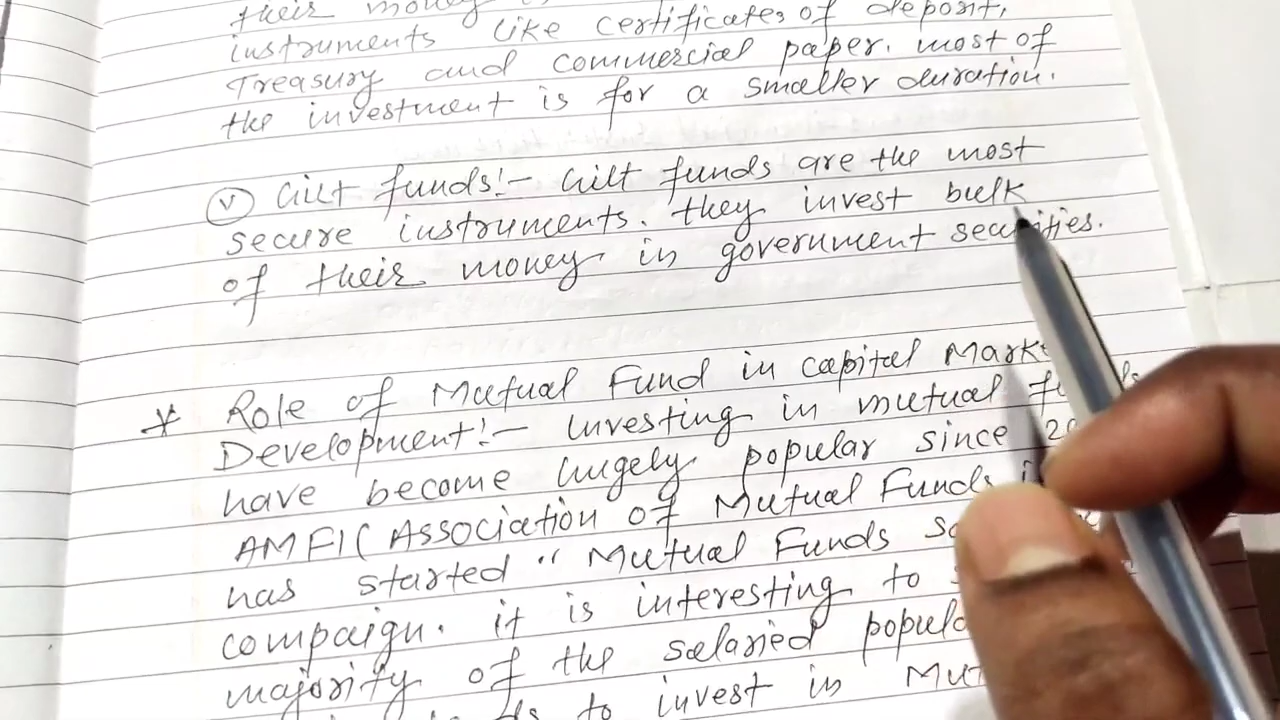 their money
instruments like certificates of deposit,
Treasury and commercial paper. most of
the investment is for a smaller duration.
(v) Gilt funds:- Gilt funds are the most
secure instruments. they invest bulk
of their money in government securities.
* Role of Mutual Fund in capital Mark
Development:- Investing in mutual
have become hugely popular since
AMFI (Association of Mutual Funds
has started "Mutual Funds
compaign. it is interesting to
majority of the salaried
to invest in